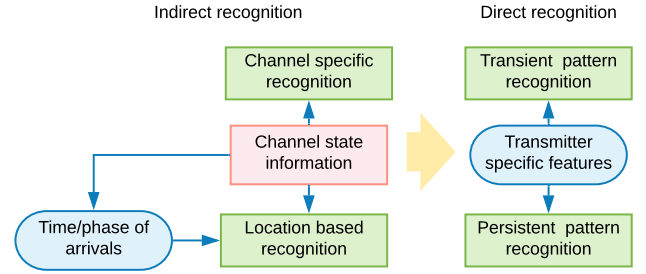 Indirect recognition
Direct recognition
Channel specific
recognition
Transient pattern
recognition
Channel state
information
Transmitter
specific features
Time/phase of
arrivals
Location based
recognition
Persistent pattern
recognition